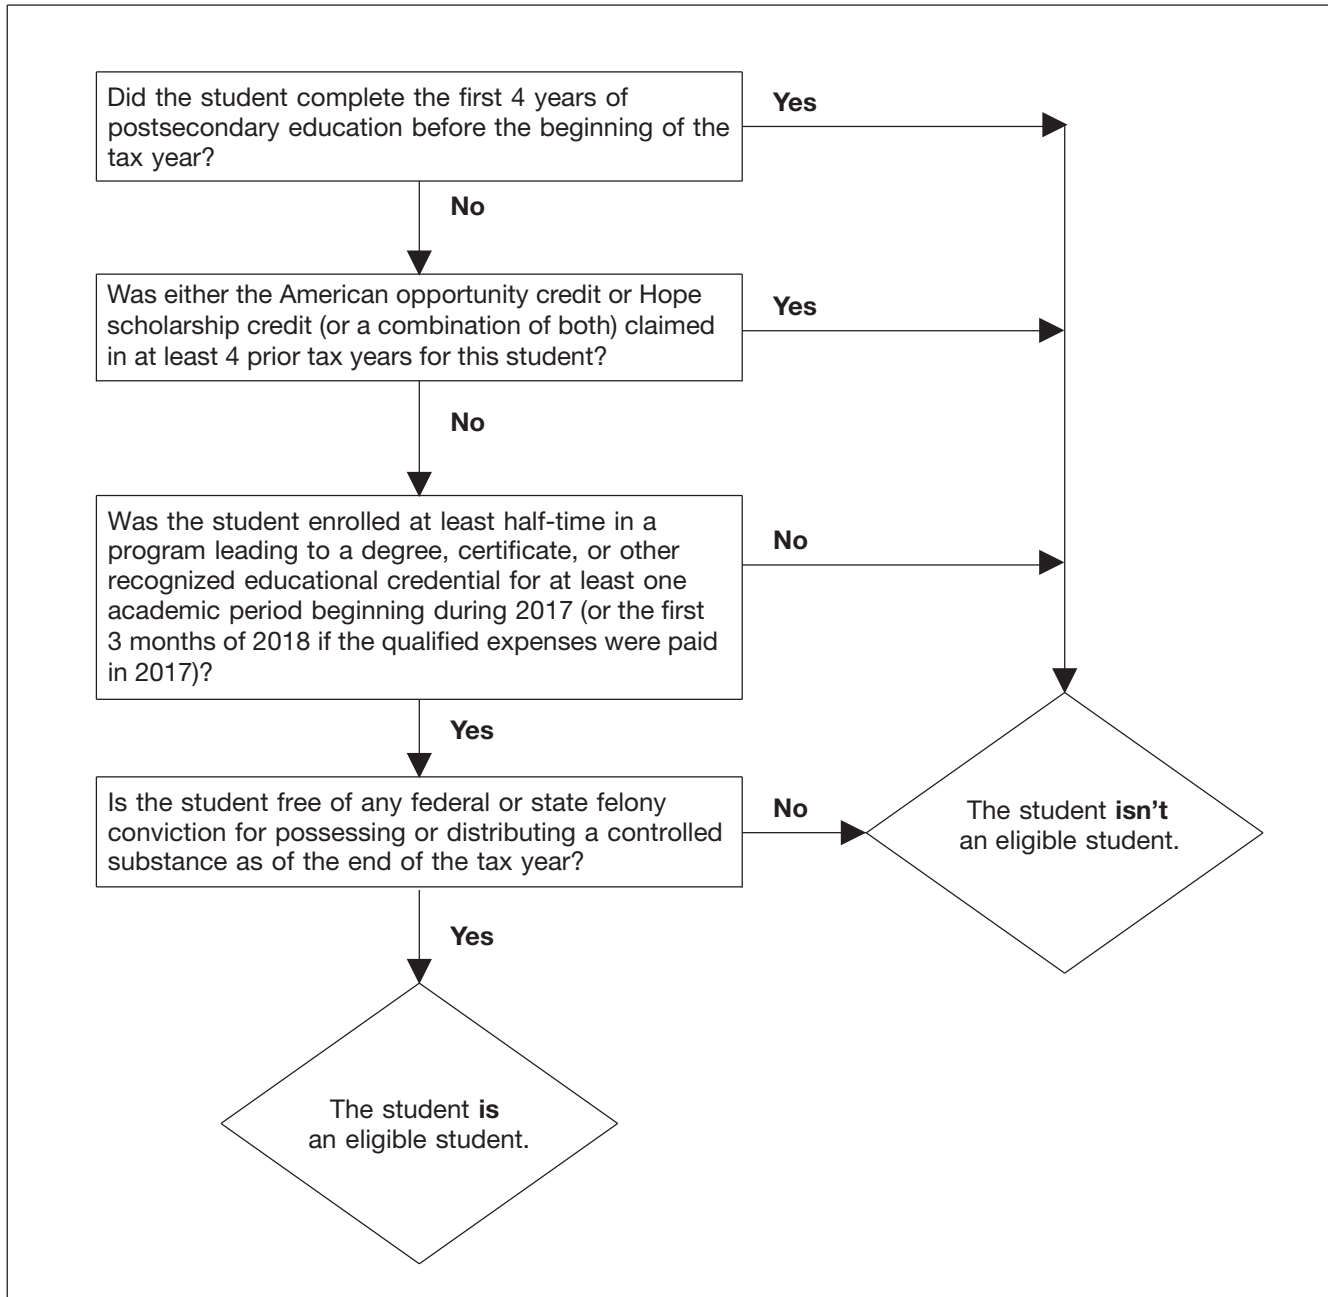 Did the student complete the first 4 years of
postsecondary education before the beginning of the
tax year?
Yes
No
Was either the American opportunity credit or Hope
scholarship credit (or a combination of both) claimed
in at least 4 prior tax years for this student?
Yes
No
Was the student enrolled at least half-time in a
program leading to a degree, certificate, or other
recognized educational credential for at least one
academic period beginning during 2017 (or the first
3 months of 2018 if the qualified expenses were paid
in 2017)?
No
Yes
Is the student free of any federal or state felony
conviction for possessing or distributing a controlled
substance as of the end of the tax year?
No
The student isn't
an eligible student.
Yes
The student is
an eligible student.